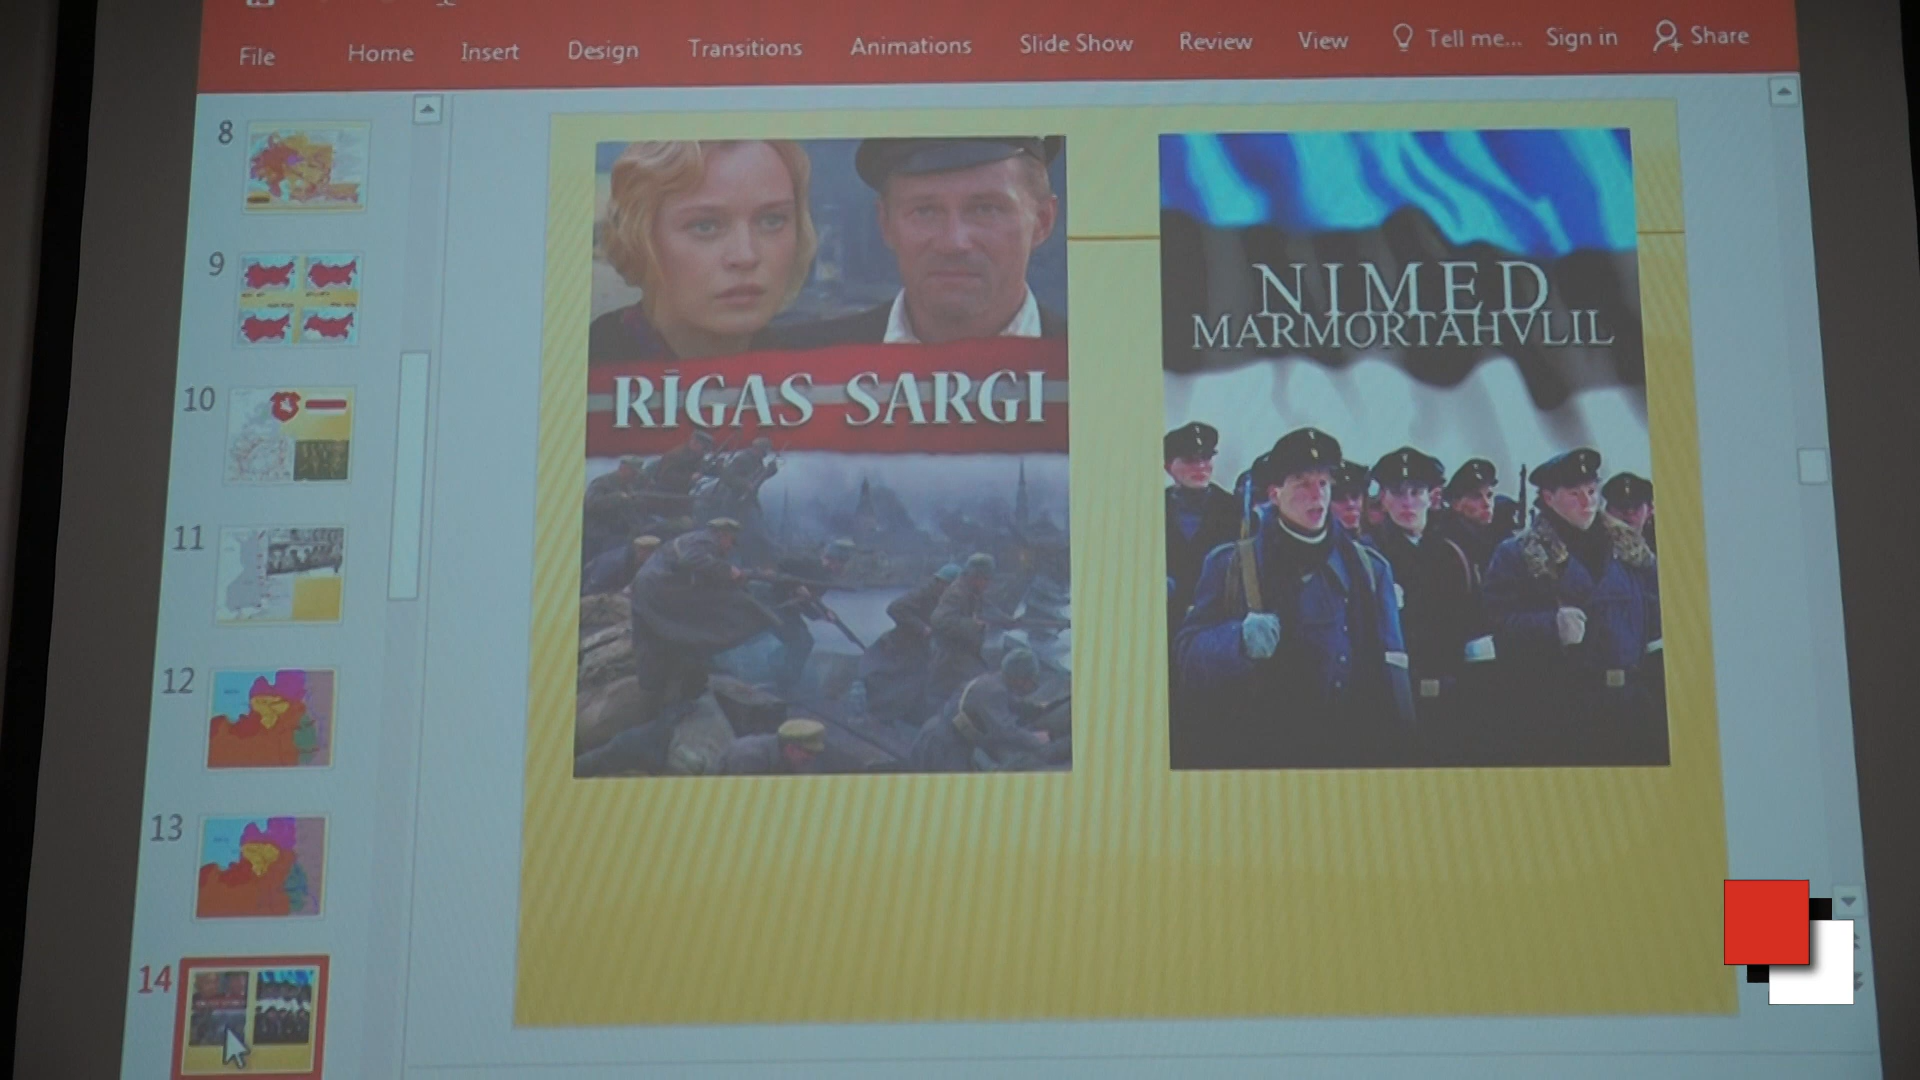 File Home Insert Design Transitions Animations Slide Show Review View Tell me... Sign in Share
8
9
10
11
12
13
14
RĪGAS SARGI
NIMED
MARMORTAHVLIL